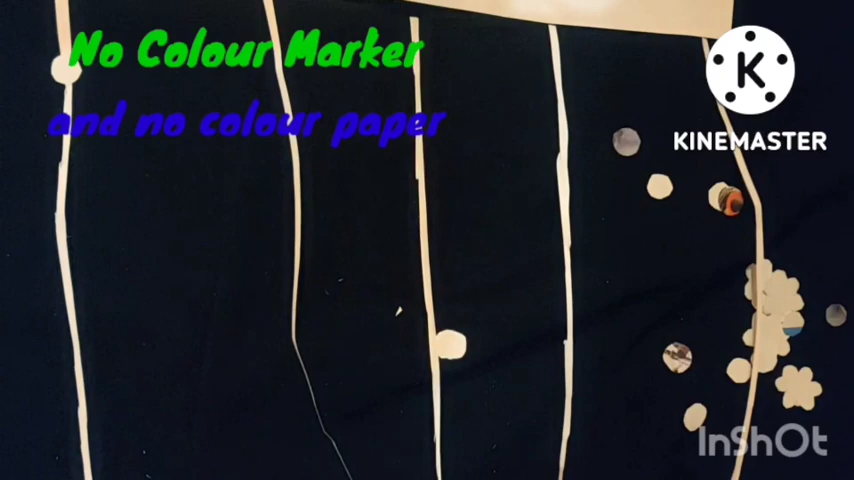 No Colour Marker
and no colour paper
K
KINEMASTER
InShOt